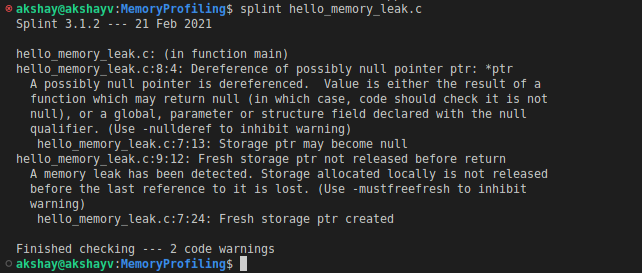 akshay@akshayv:MemoryProfiling$ splint hello_memory_leak.c
Splint 3.1.2 --- 21 Feb 2021
hello_memory_leak.c: (in function main)
hello_memory_leak.c:8:4: Dereference of possibly null pointer ptr: *ptr
A possibly null pointer is dereferenced.  Value is either the result of a
function which may return null (in which case, code should check it is not
null), or a global, parameter or structure field declared with the null
qualifier. (Use -nullderef to inhibit warning)
hello_memory_leak.c:7:13: Storage ptr may become null
hello_memory_leak.c:9:12: Fresh storage ptr not released before return
A memory leak has been detected. Storage allocated locally is not released
before the last reference to it is lost. (Use -mustfreefresh to inhibit
warning)
hello_memory_leak.c:7:24: Fresh storage ptr created
Finished checking --- 2 code warnings
akshay@akshayv:MemoryProfiling$